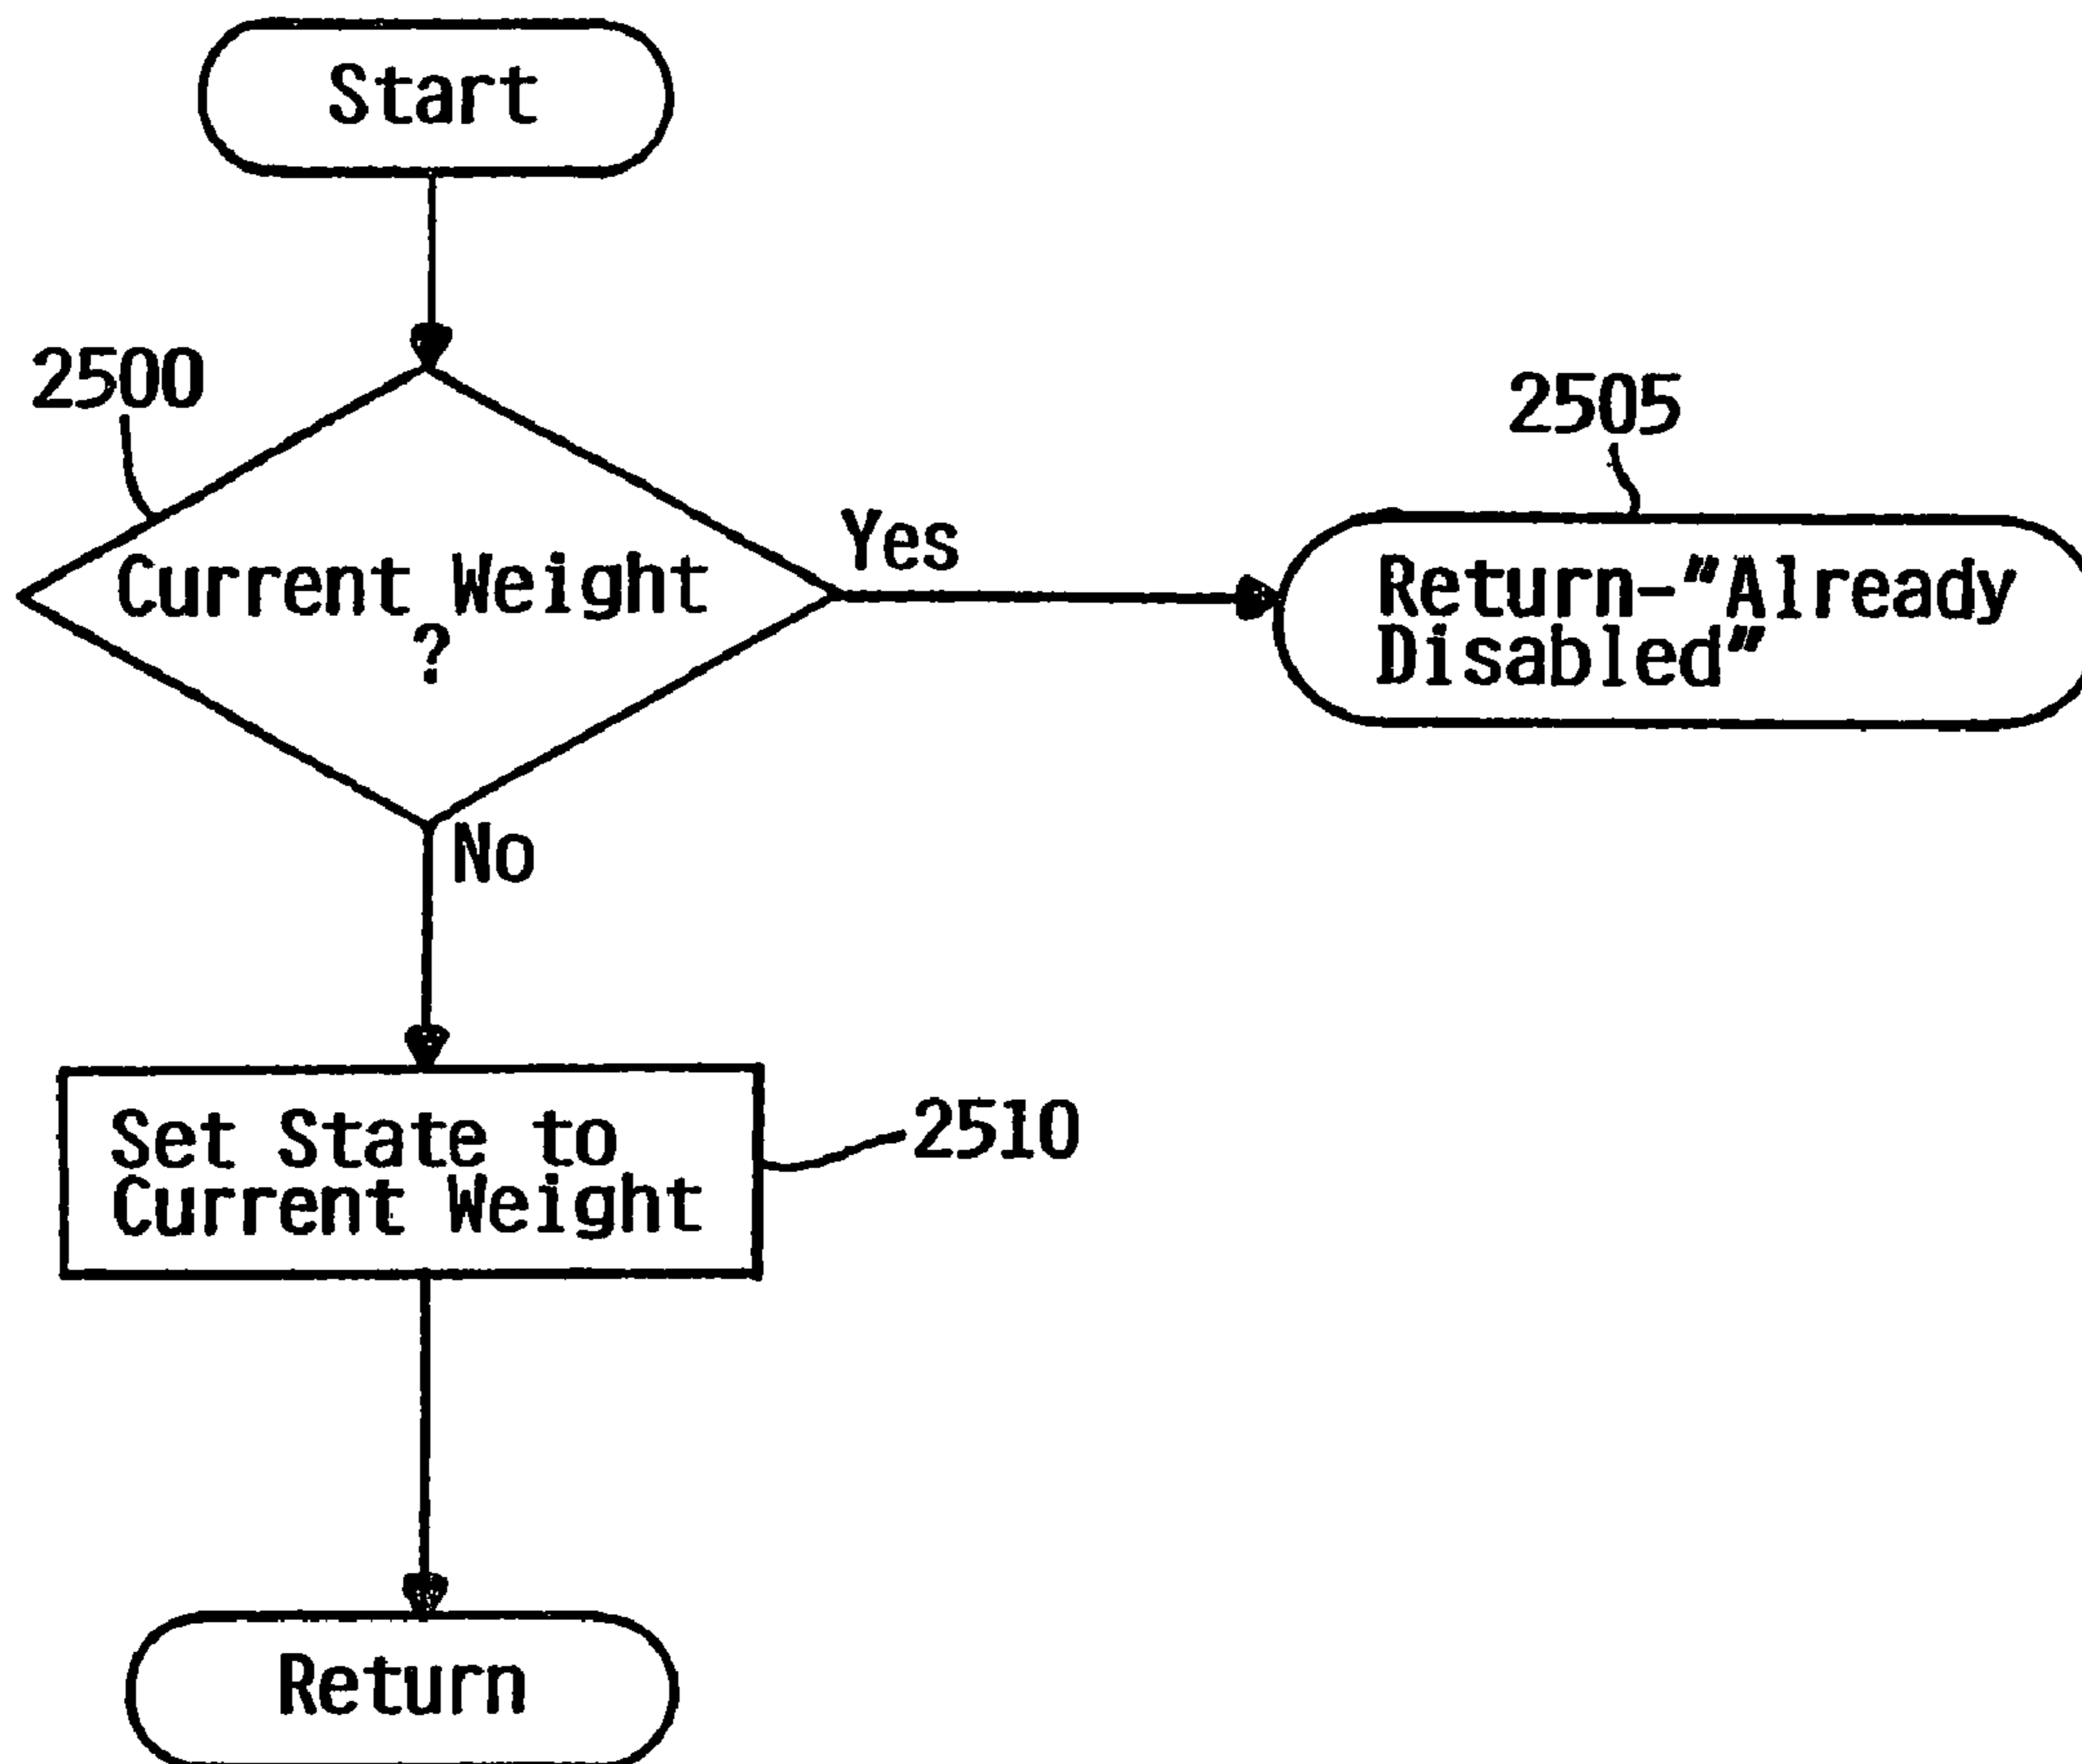 Start
2500
2505
Current Weight
?
Yes
Return-"Already
Disabled"
No
Set State to
Current Weight
2510
Return